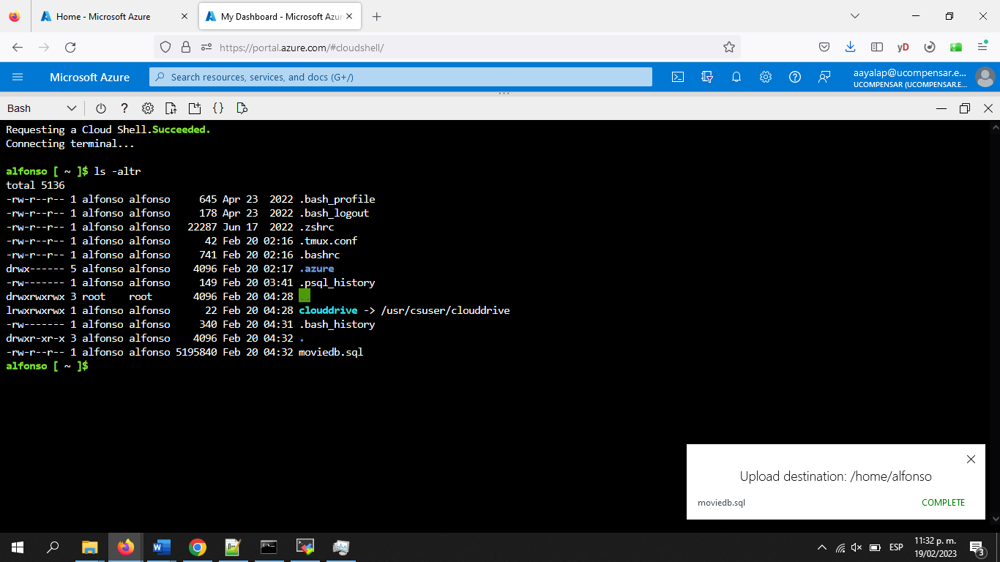 Home - Microsoft Azure
My Dashboard - Microsoft Azur
https://portal.azure.com/#cloudshell/
yD
Microsoft Azure
Search resources, services, and docs (G+/)
aayalap@ucompensar.e...
UCOMPENSAR (UCOMPENSAR.E...
Bash
Requesting a Cloud Shell.Succeeded.
Connecting terminal...
alfonso [ ~ ]$ ls -altr
total 5136
-rw-r--r-- 1 alfonso alfonso     645 Apr 23  2022 .bash_profile
-rw-r--r-- 1 alfonso alfonso     178 Apr 23  2022 .bash_logout
-rw-r--r-- 1 alfonso alfonso   22287 Jun 17  2022 .zshrc
-rw-r--r-- 1 alfonso alfonso      42 Feb 20 02:16 .tmux.conf
-rw-r--r-- 1 alfonso alfonso     741 Feb 20 02:16 .bashrc
drwx------ 5 alfonso alfonso    4096 Feb 20 02:17 .azure
-rw------- 1 alfonso alfonso     149 Feb 20 03:41 .psql_history
drwxrwxrwx 3 root    root       4096 Feb 20 04:28
lrwxrwxrwx 1 alfonso alfonso      22 Feb 20 04:28 clouddrive -> /usr/csuser/clouddrive
-rw------- 1 alfonso alfonso     340 Feb 20 04:31 .bash_history
drwxr-xr-x 3 alfonso alfonso    4096 Feb 20 04:32 .
-rw-r--r-- 1 alfonso alfonso 5195840 Feb 20 04:32 moviedb.sql
alfonso [ ~ ]$
Upload destination: /home/alfonso
moviedb.sql
COMPLETE
ESP
11:32 p. m.
19/02/2023
3